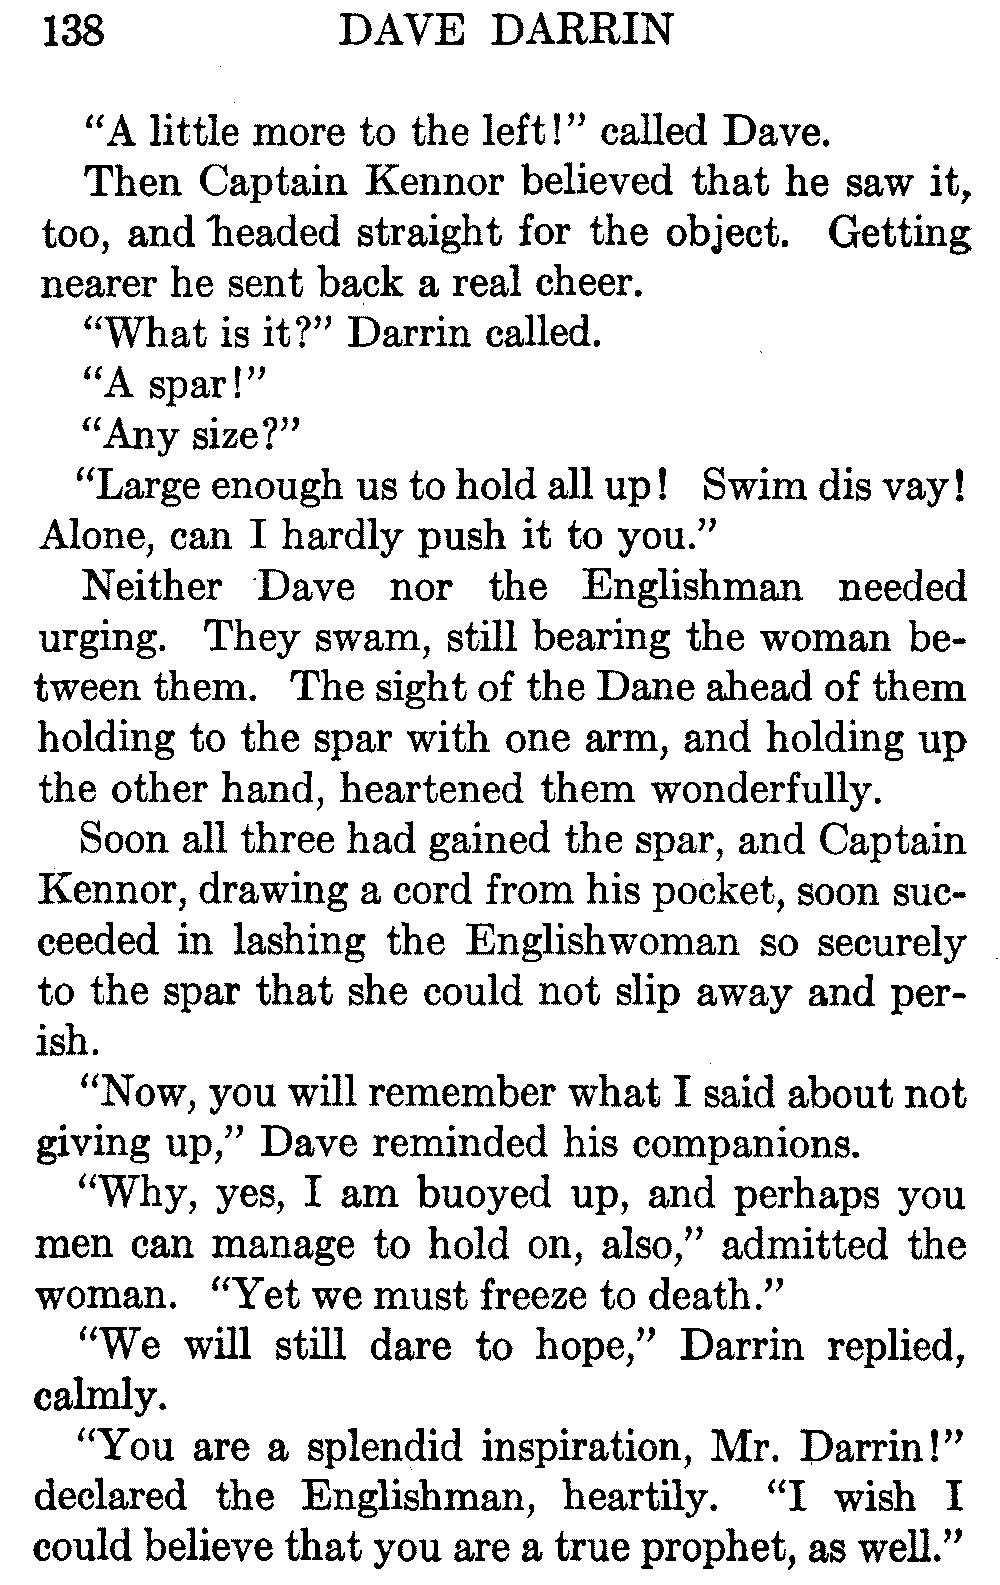 138 DAVE DARRIN
“A little more to the left!” called Dave.
Then Captain Kennor believed that he saw it,
too, and headed straight for the object. Getting
nearer he sent back a real cheer.
“What is it?” Darrin called.
“A spar!”
“Any size?”
“Large enough us to hold all up! Swim dis vay!
Alone, can I hardly push it to you.”
Neither Dave nor the Englishman needed
urging. They swam, still bearing the woman be-
tween them. The sight of the Dane ahead of them
holding to the spar with one arm, and holding up
the other hand, heartened them wonderfully.
Soon all three had gained the spar, and Captain
Kennor, drawing a cord from his pocket, soon suc-
ceeded in lashing the Englishwoman so securely
to the spar that she could not slip away and per-
ish.
“Now, you will remember what I said about not
giving up,” Dave reminded his companions.
“Why, yes, I am buoyed up, and perhaps you
men can manage to hold on, also,” admitted the
woman. “Yet we must freeze to death.”
“We will still dare to hope,” Darrin replied,
calmly.
“You are a splendid inspiration, Mr. Darrin!”
declared the Englishman, heartily. “I wish I
could believe that you are a true prophet, as well.”